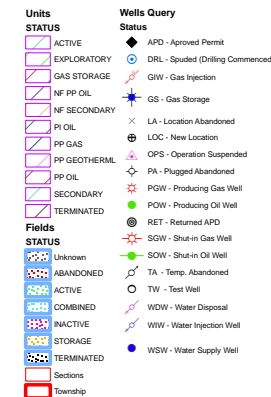 Units
STATUS
ACTIVE
EXPLORATORY
GAS STORAGE
NF PP OIL
NF SECONDARY
PI OIL
PP GAS
PP GEOTHERML
PP OIL
SECONDARY
TERMINATED
Fields
STATUS
Unknown
ABANDONED
ACTIVE
COMBINED
INACTIVE
STORAGE
TERMINATED
Sections
Township
Wells Query
Status
APD - Aproved Permit
DRL - Spuded (Drilling Commenced
GIW - Gas Injection
GS - Gas Storage
LA - Location Abandoned
LOC - New Location
OPS - Operation Suspended
PA - Plugged Abandoned
PGW - Producing Gas Well
POW - Producing Oil Well
RET - Returned APD
SGW - Shut-in Gas Well
SOW - Shut-in Oil Well
TA - Temp. Abandoned
TW - Test Well
WDW - Water Disposal
WIW - Water Injection Well
WSW - Water Supply Well